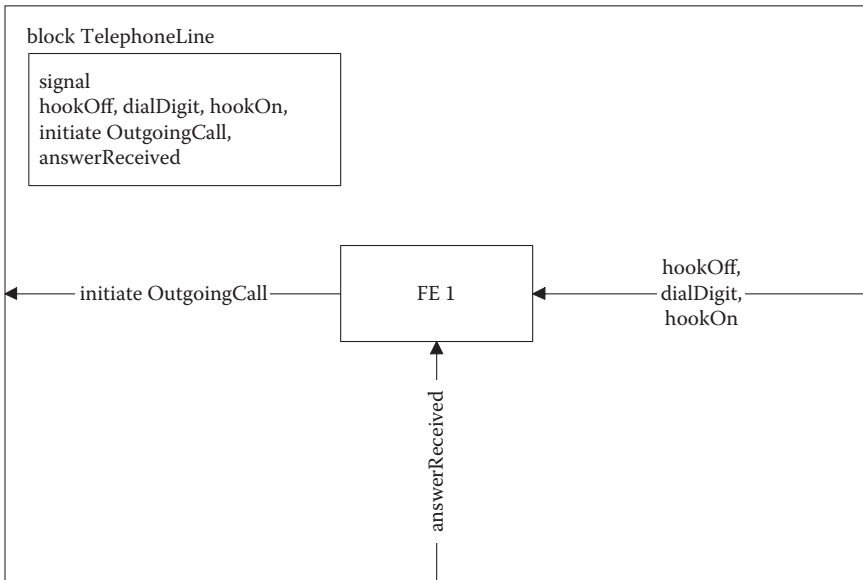 block TelephoneLine
signal
hookOff, dialDigit, hookOn,
initiate OutgoingCall,
answerReceived
initiate OutgoingCall
FE 1
hookOff,
dialDigit,
hookOn
answerReceived